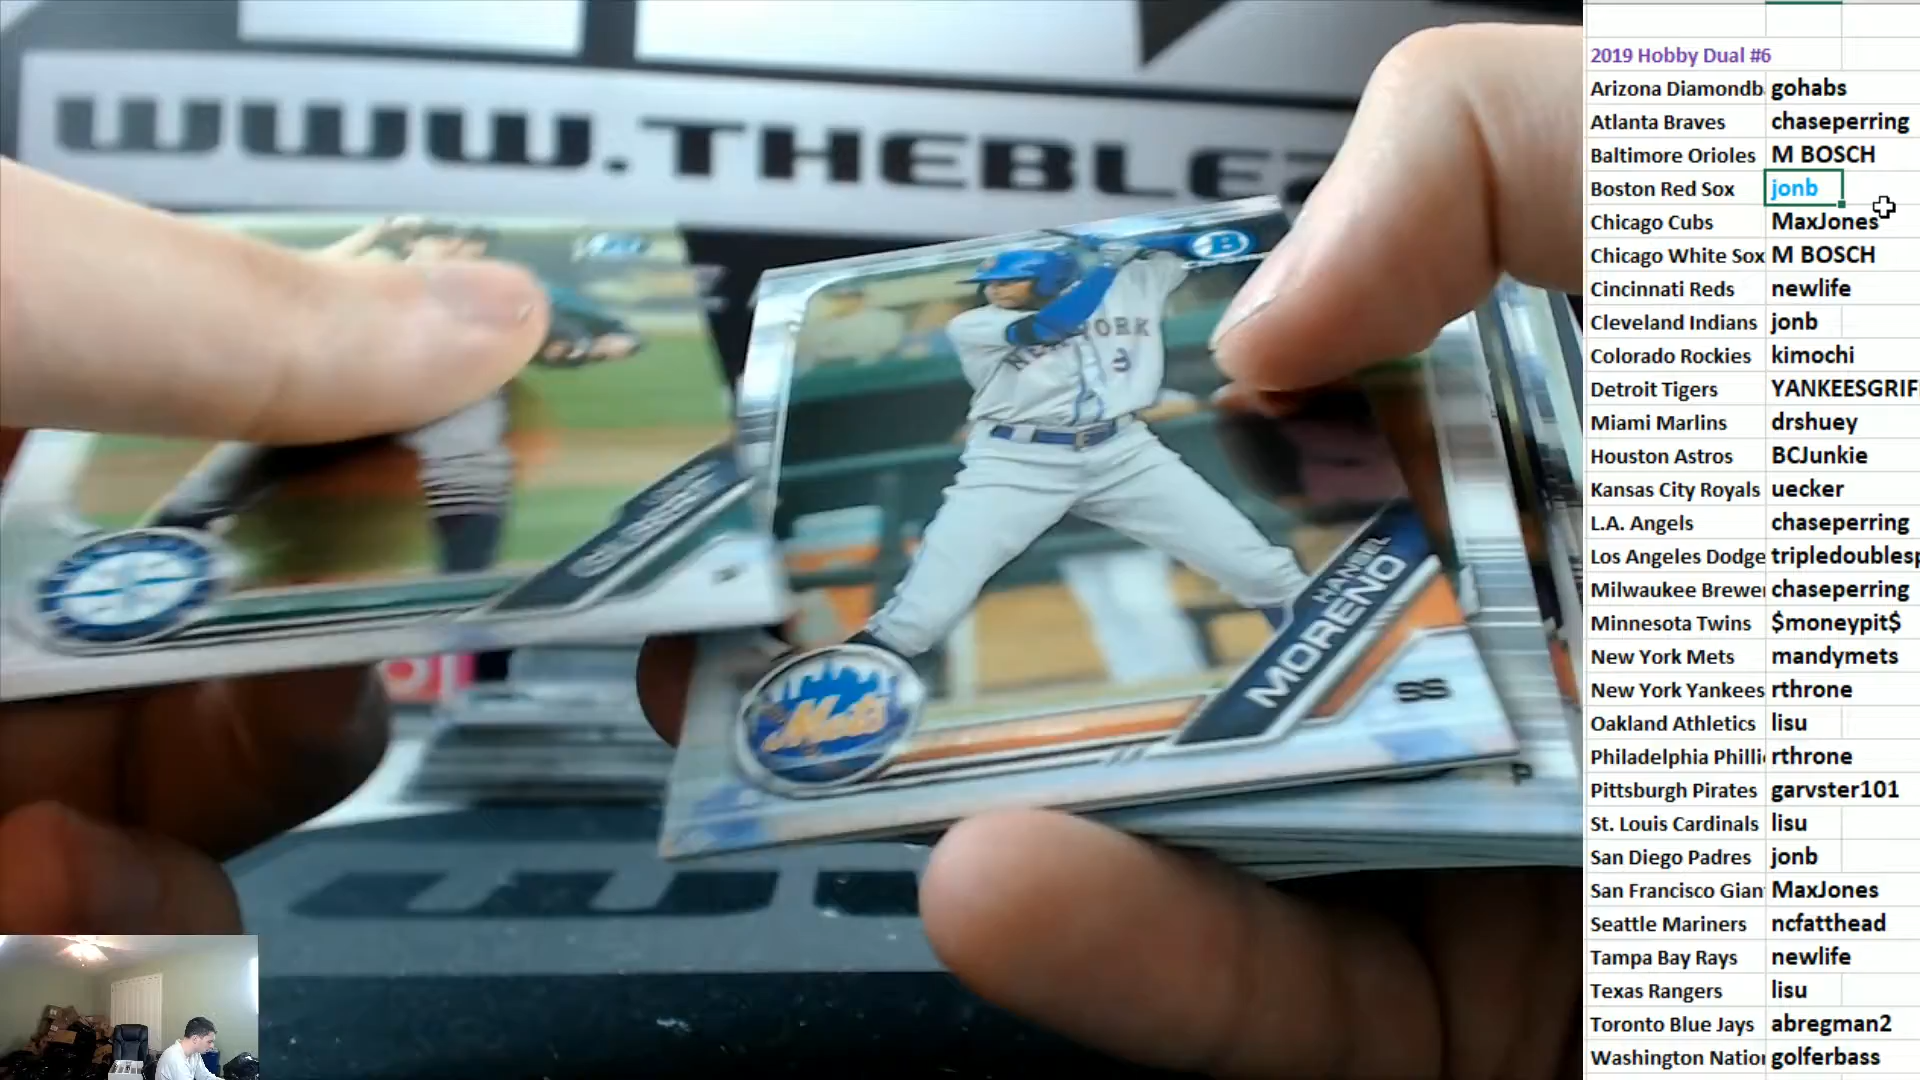 WWW.THEBLEZ
B
NEW YORK
9
Mets
HANSEL
MORENO
SS
P
2019 Hobby Dual #6
Arizona Diamondb gohabs
Atlanta Braves chaseperring
Baltimore Orioles M BOSCH
Boston Red Sox jonb
Chicago Cubs MaxJones
Chicago White Sox M BOSCH
Cincinnati Reds newlife
Cleveland Indians jonb
Colorado Rockies kimochi
Detroit Tigers YANKEESGRIF
Miami Marlins drshuey
Houston Astros BCJunkie
Kansas City Royals uecker
L.A. Angels chaseperring
Los Angeles Dodge tripledoublesp
Milwaukee Brewe chaseperring
Minnesota Twins $moneypit$
New York Mets mandymets
New York Yankees rthrone
Oakland Athletics lisu
Philadelphia Philli rthrone
Pittsburgh Pirates garvster101
St. Louis Cardinals lisu
San Diego Padres jonb
San Francisco Gian MaxJones
Seattle Mariners ncfatthead
Tampa Bay Rays newlife
Texas Rangers lisu
Toronto Blue Jays abregman2
Washington Natio golferbass